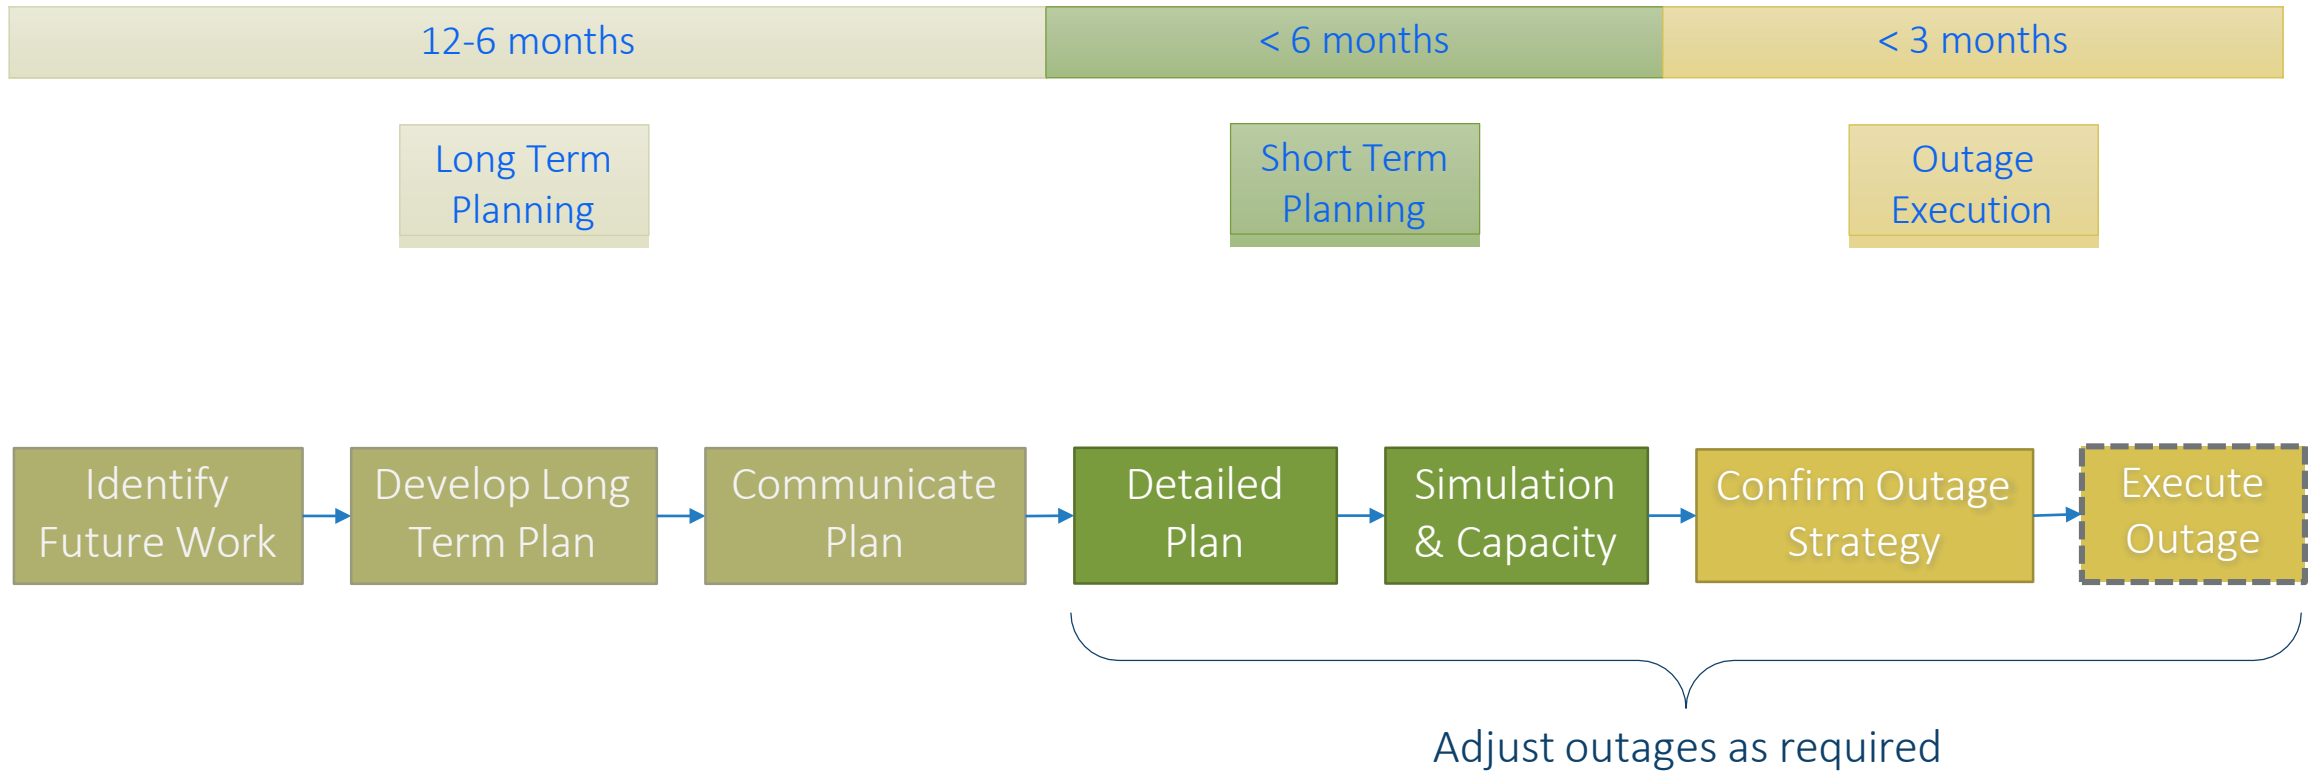 12-6 months
< 6 months
< 3 months
Long Term
Planning
Short Term
Planning
Outage
Execution
Identify
Future Work
Develop Long
Term Plan
Communicate
Plan
Detailed
Plan
Simulation
& Capacity
Confirm Outage
Strategy
Execute
Outage
Adjust outages as required